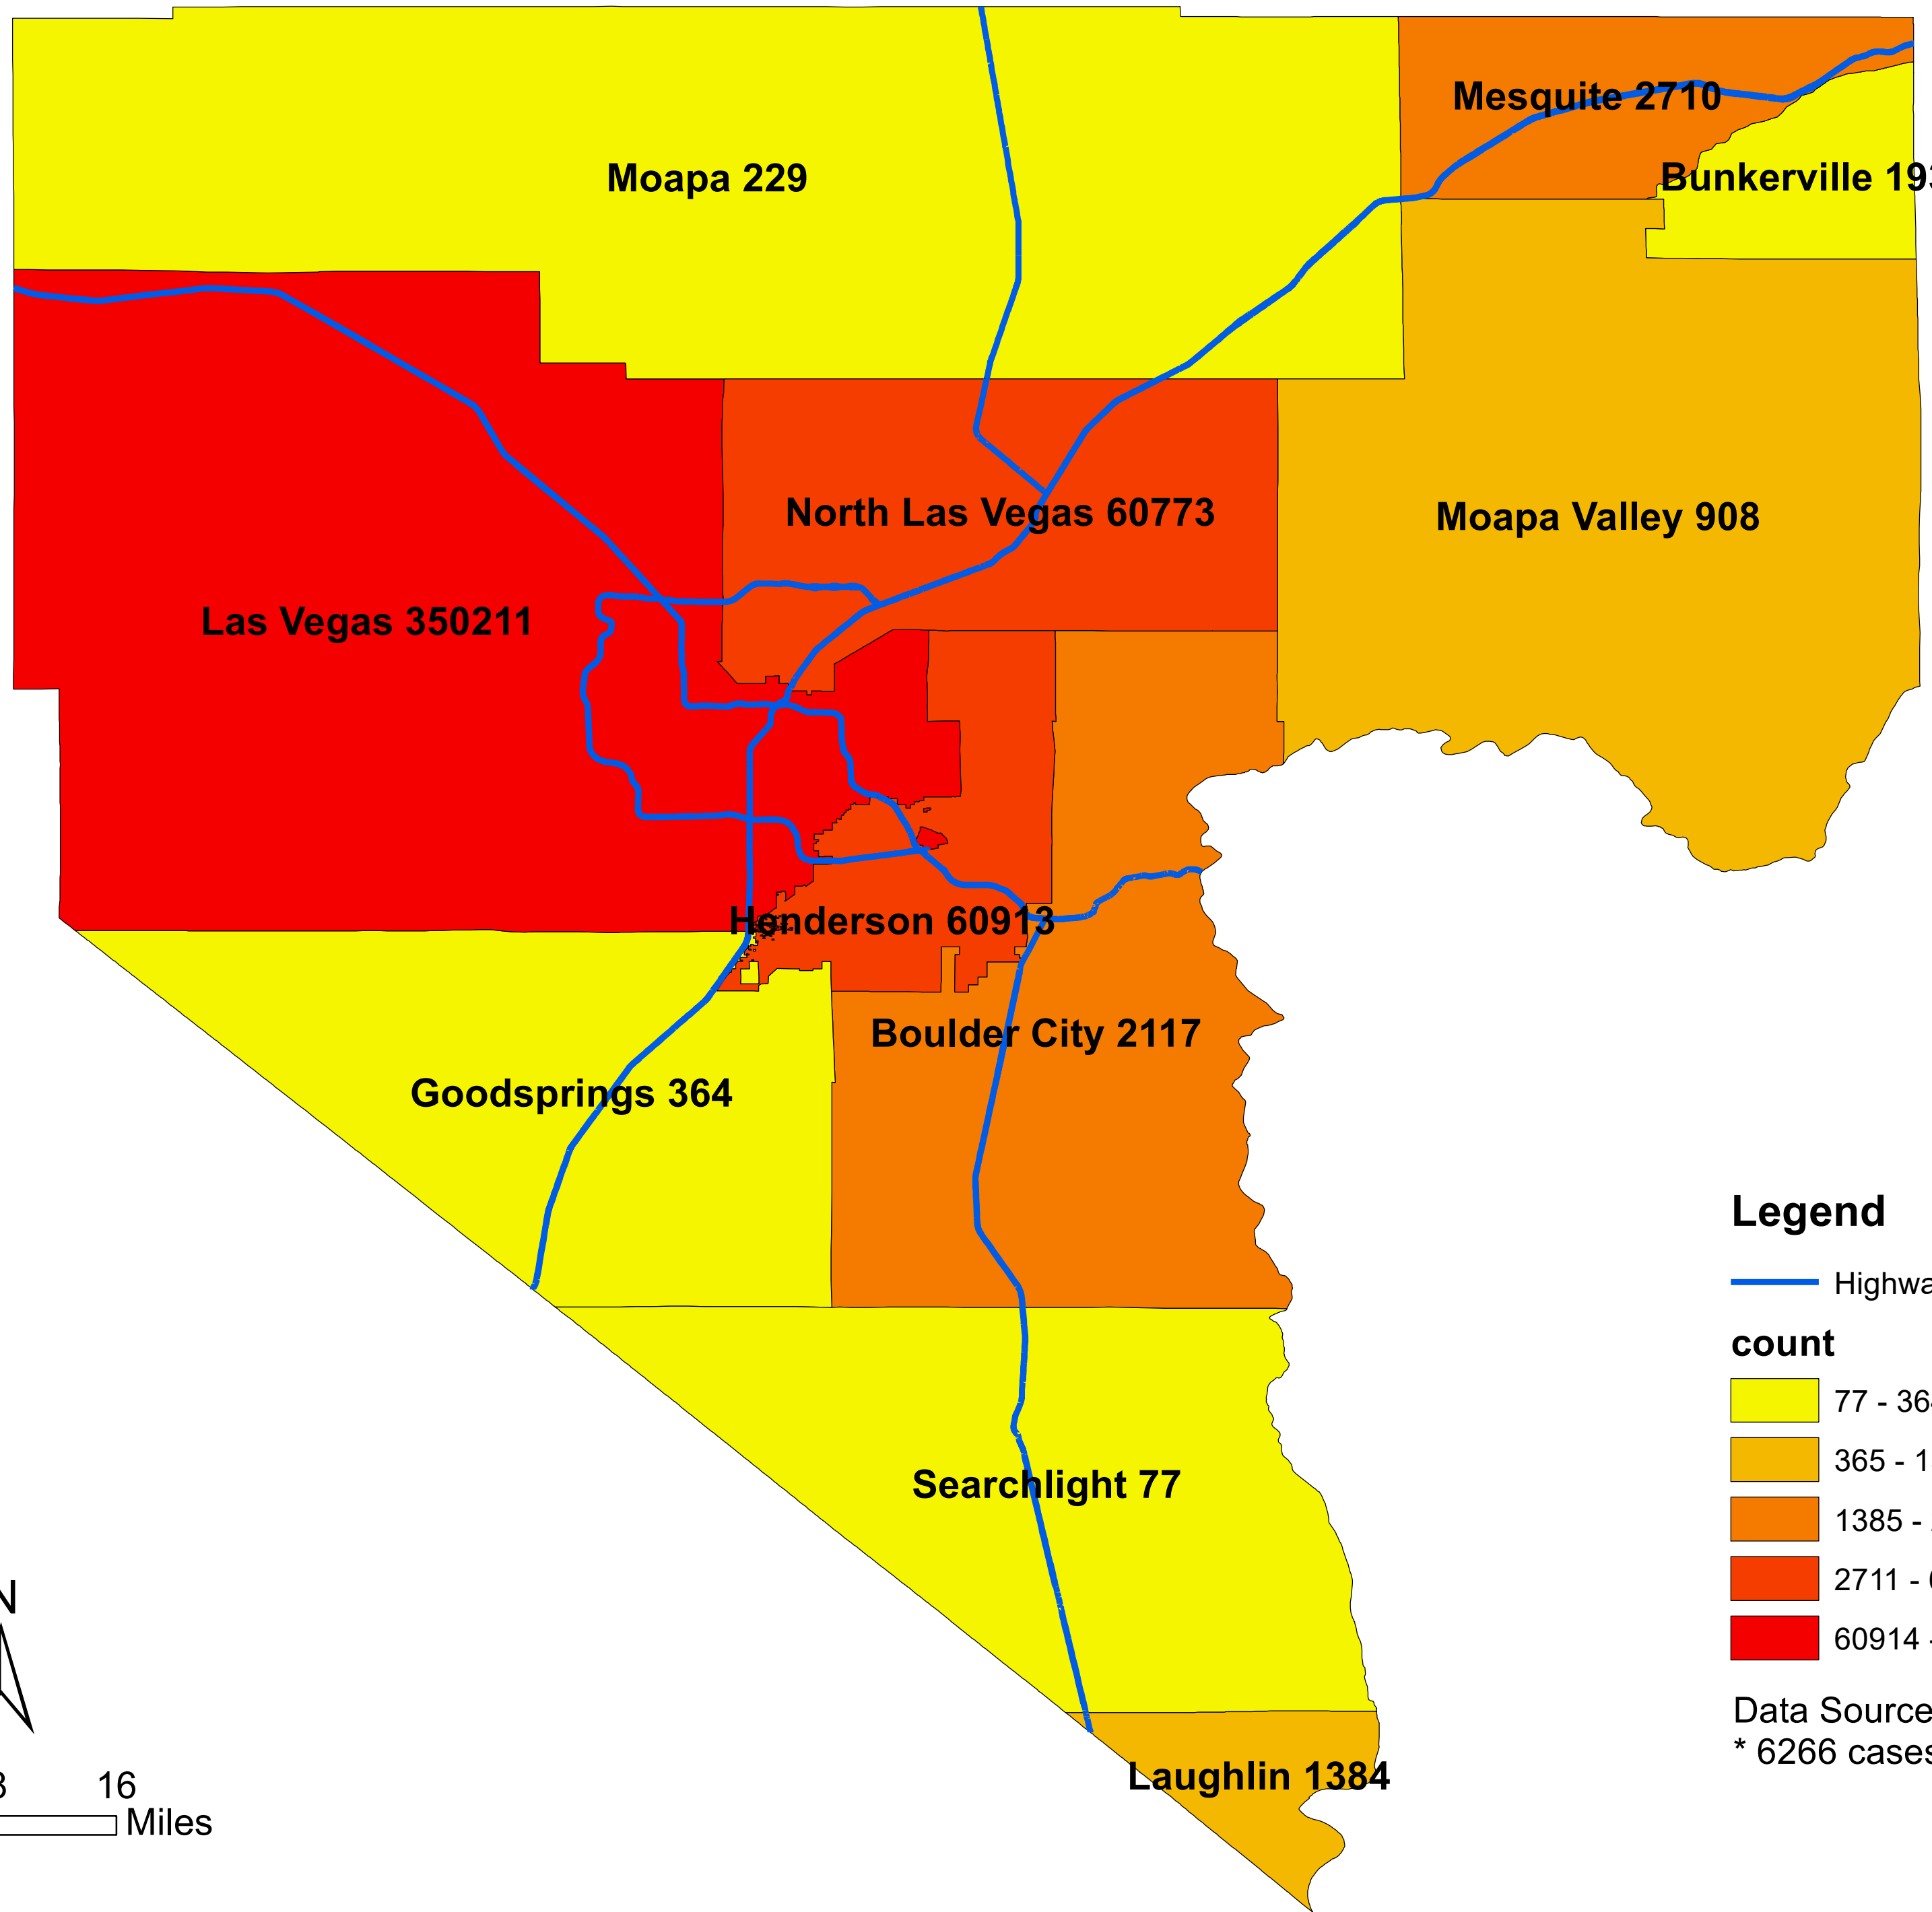 Mesquite 2710
Moapa 229
Bunkerville
North Las Vegas 60773
Moapa Valley 908
Las Vegas 350211
Henderson 60913
Boulder City 2117
Goodsprings 364
Searchlight 77
Laughlin 1384
Legend
count
77 -
365 -
1385 -
2711 -
60914 -
Data Source
* 6266 cases
N
16
Miles